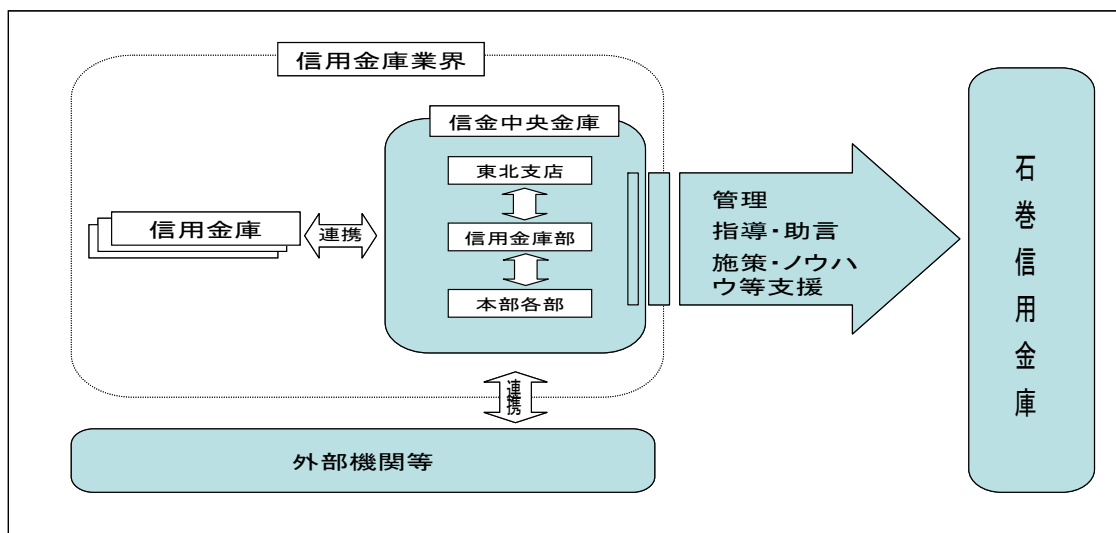 信用金庫業界
信金中央金庫
東北支店
信用金庫
連携
信用金庫部
本部各部
連携
外部機関等
管理
指導・助言
施策・ノウハ
ウ等支援
石巻信用金庫